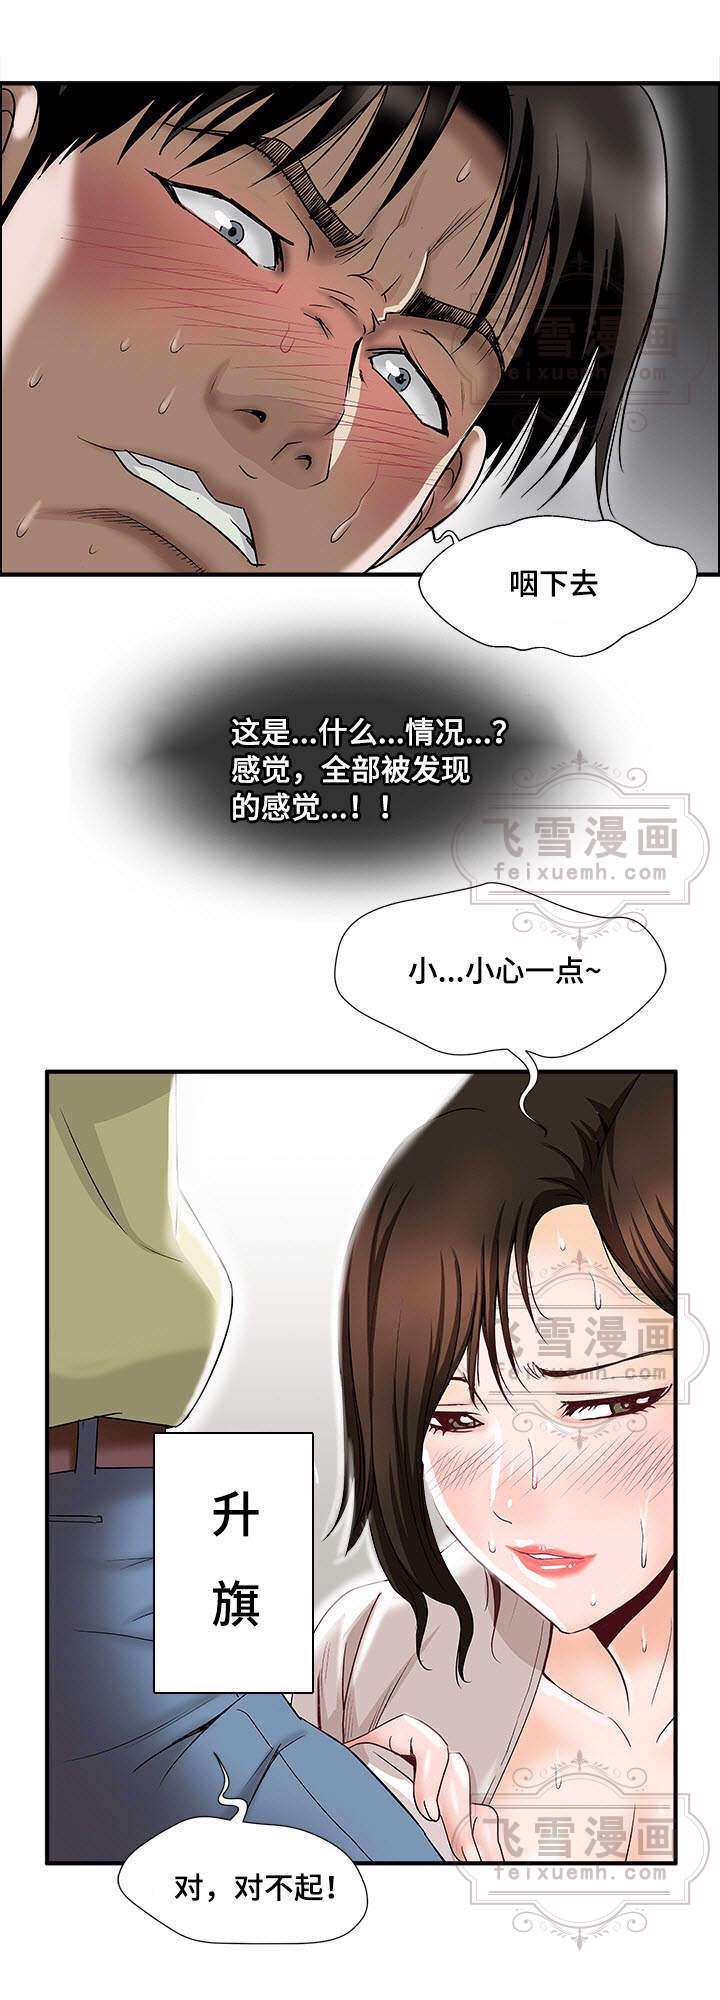 飞雪漫画
feixuemh.com
咽下去
这是...什么...情况...？
感觉，全部被发现
的感觉...！！
飞雪漫画
feixuemh.com
小...小心一点~
飞雪漫画
feixuemh.com
升
旗
飞雪漫画
feixuemh.com
对，对不起！